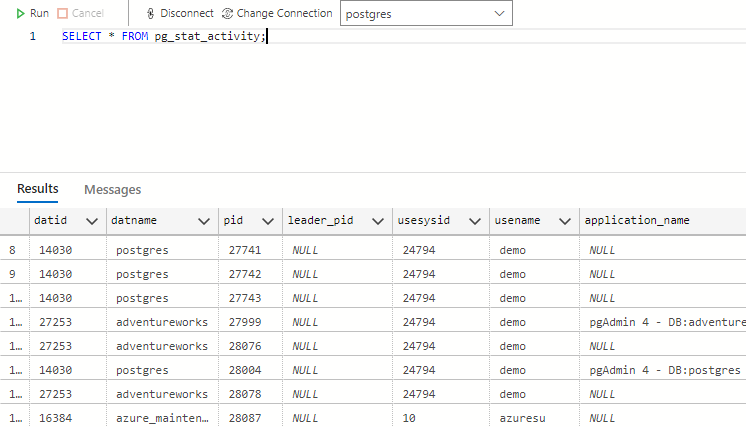 Run Cancel Disconnect Change Connection postgres
1 SELECT * FROM pg_stat_activity;
Results Messages
datid datname pid leader_pid usesysid usename application_name
8 14030 postgres 27741 NULL 24794 demo NULL
9 14030 postgres 27742 NULL 24794 demo NULL
1… 14030 postgres 27743 NULL 24794 demo NULL
1… 27253 adventureworks 27999 NULL 24794 demo pgAdmin 4 - DB:adventure
1… 27253 adventureworks 28076 NULL 24794 demo NULL
1… 14030 postgres 28004 NULL 24794 demo pgAdmin 4 - DB:postgres
1… 27253 adventureworks 28078 NULL 24794 demo NULL
1… 16384 azure_mainten… 28087 NULL 10 azuresu NULL